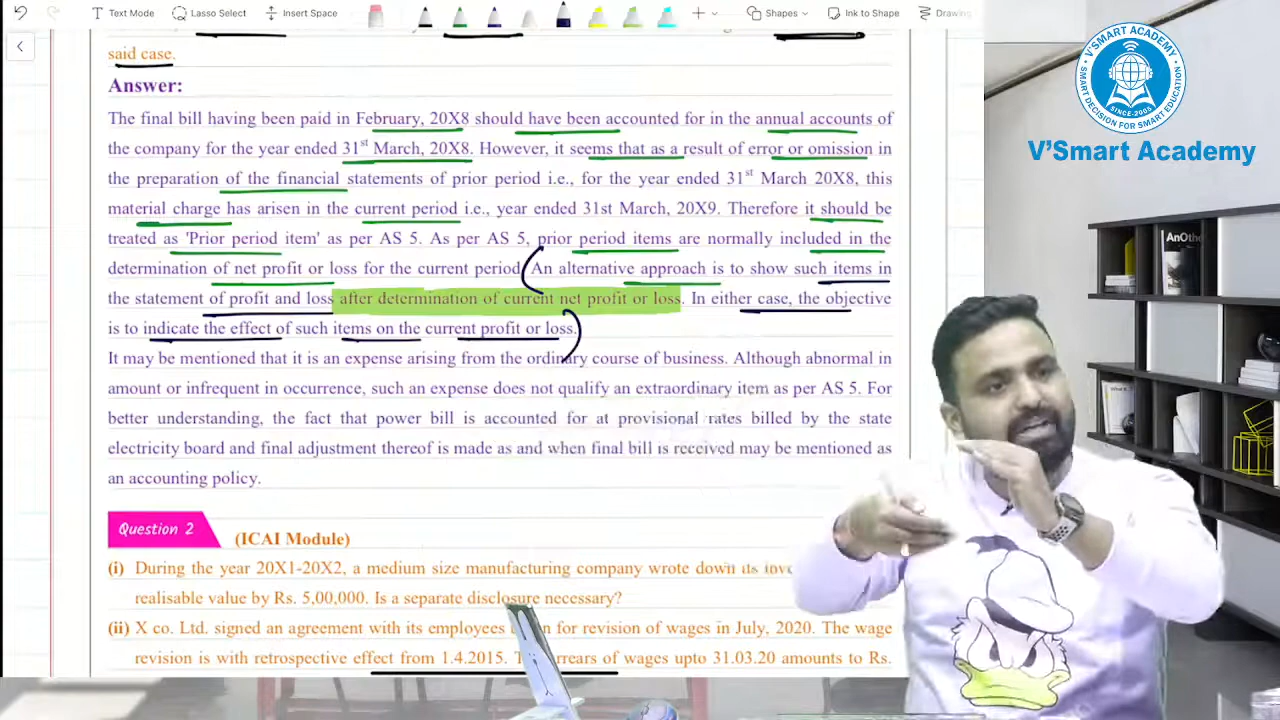 Text Mode Lasso Select Insert Space Shapes Ink to Shape Drawing
said case.
Answer:
The final bill having been paid in February, 20X8 should have been accounted for in the annual accounts of
the company for the year ended 31st March, 20X8. However, it seems that as a result of error or omission in
the preparation of the financial statements of prior period i.e., for the year ended 31st March 20X8, this
material charge has arisen in the current period i.e., year ended 31st March, 20X9. Therefore it should be
treated as 'Prior period item' as per AS 5. As per AS 5, prior period items are normally included in the
determination of net profit or loss for the current period. An alternative approach is to show such items in
the statement of profit and loss after determination of current net profit or loss. In either case, the objective
is to indicate the effect of such items on the current profit or loss.
It may be mentioned that it is an expense arising from the ordinary course of business. Although abnormal in
amount or infrequent in occurrence, such an expense does not qualify an extraordinary item as per AS 5. For
better understanding, the fact that power bill is accounted for at provisional rates billed by the state
electricity board and final adjustment thereof is made as and when final bill is received may be mentioned as
an accounting policy.
Question 2
(ICAI Module)
(i) During the year 20X1-20X2, a medium size manufacturing company wrote down its
realisable value by Rs. 5,00,000. Is a separate disclosure necessary?
(ii) X co. Ltd. signed an agreement with its employees for revision of wages in July, 2020. The wage
revision is with retrospective effect from 1.4.2015. of wages upto 31.03.20 amounts to Rs.
V'SMART ACADEMY
SMART DECISION FOR SMART EDUCATION
SINCE-2005
V'Smart Academy